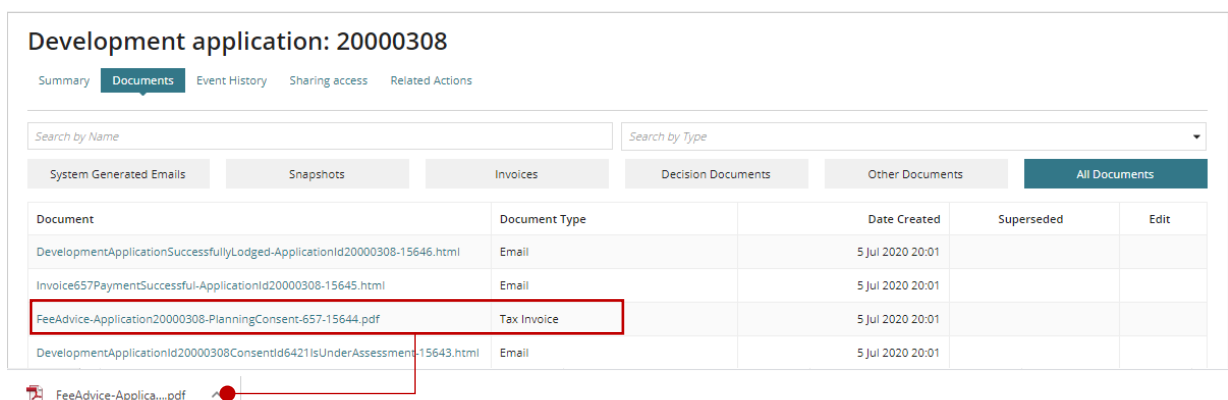 Development application: 20000308
Summary Documents Event History Sharing access Related Actions
Search by Name Search by Type
System Generated Emails Snapshots Invoices Decision Documents Other Documents All Documents
Document Document Type Date Created Superseded Edit
DevelopmentApplicationSuccessfullyLodged-ApplicationId20000308-15646.html Email 5 Jul 2020 20:01
Invoice657PaymentSuccessful-ApplicationId20000308-15645.html Email 5 Jul 2020 20:01
FeeAdvice-Application20000308-PlanningConsent-657-15644.pdf Tax Invoice 5 Jul 2020 20:01
DevelopmentApplicationId20000308ConsentId6421IsUnderAssessment-15643.html Email 5 Jul 2020 20:01
FeeAdvice-Applica....pdf